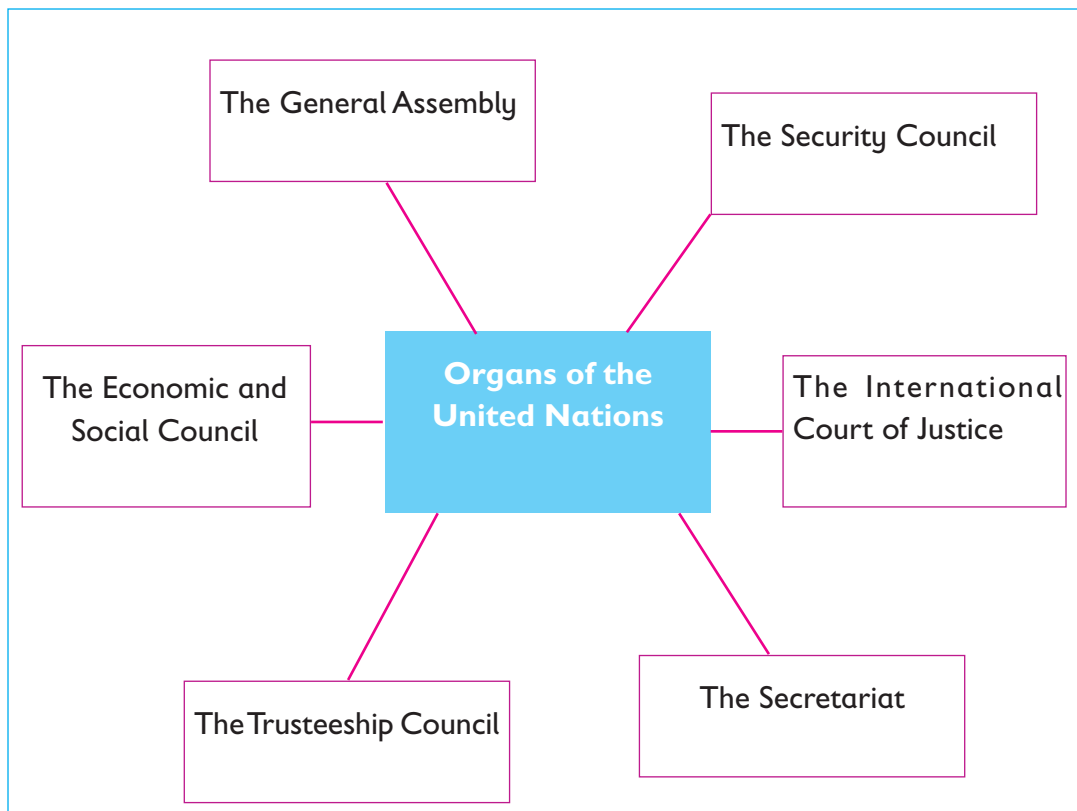 The General Assembly
The Security Council
Organs of the
United Nations
The Economic and
Social Council
The International
Court of Justice
The Trusteeship Council
The Secretariat